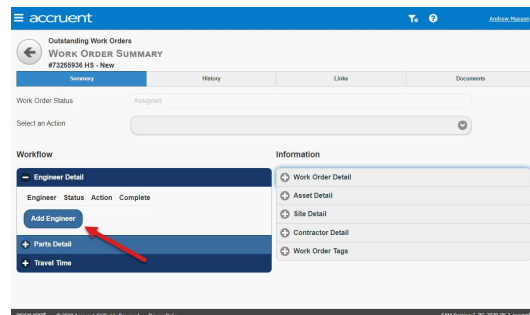 accruent
Andrew Masson
Outstanding Work Orders
WORK ORDER SUMMARY
#73265936 HS - New
Summary
History
Links
Documents
Work Order Status
Assigned
Select an Action
Workflow
Information
Engineer Detail
Work Order Detail
Engineer Status Action Complete
Asset Detail
Add Engineer
Site Detail
Contractor Detail
Parts Detail
Work Order Tags
Travel Time